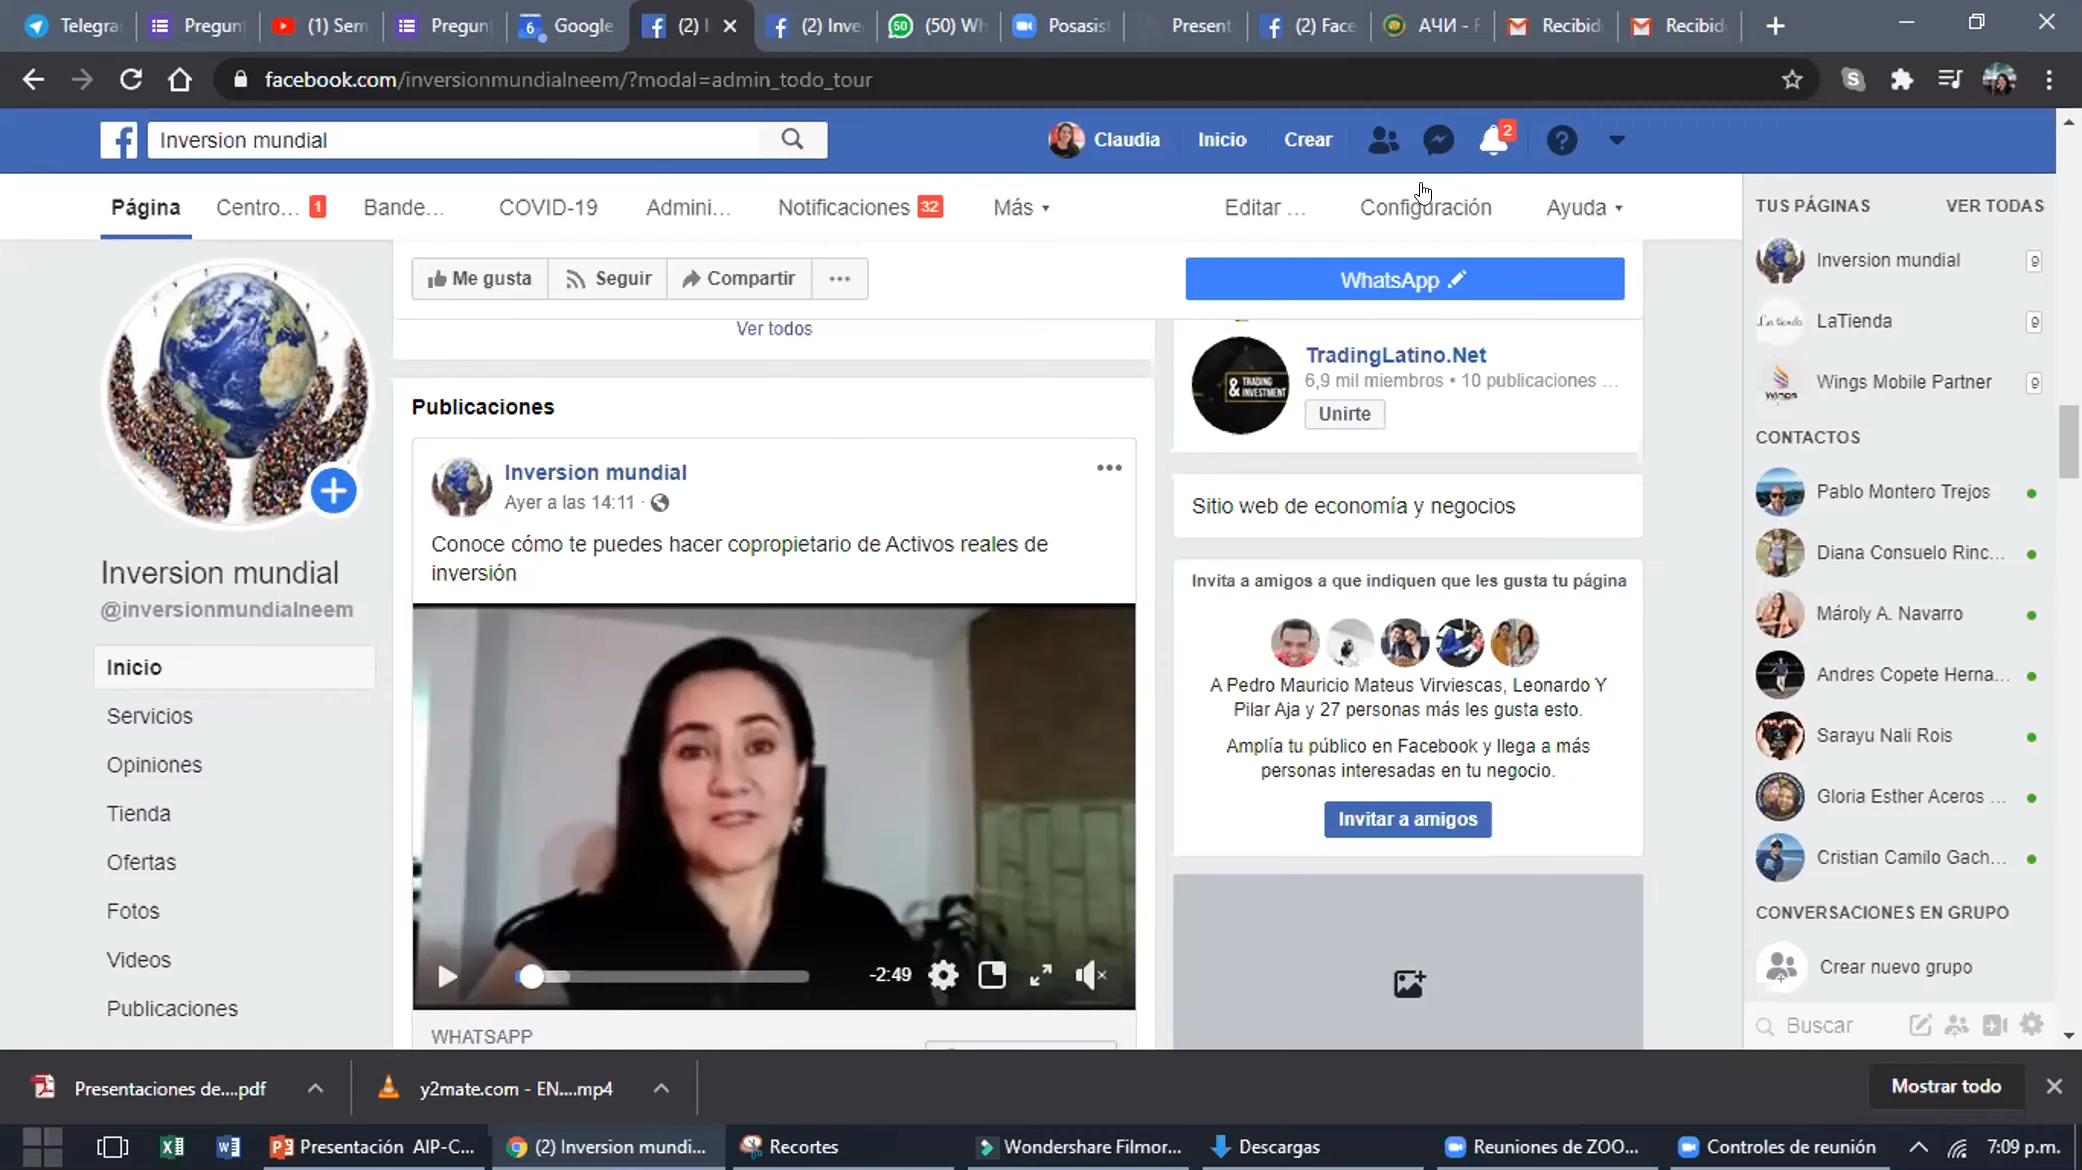 Telegra
Pregun
(1) Sem
Pregun
Google
(2) I
(2) Inve
(50) Wh
Posasist
Present
(2) Face
АЧИ - F
Recibid
Recibid
facebook.com/inversionmundialneem/?modal=admin_todo_tour
Inversion mundial
Claudia
Inicio
Crear
2
Página
Centro... 1
Bande...
COVID-19
Admini...
Notificaciones 32
Más
Editar ...
Configuración
Ayuda
Me gusta
Seguir
Compartir
WhatsApp
Ver todos
Publicaciones
Inversion mundial
Ayer a las 14:11 ·
Conoce cómo te puedes hacer copropietario de Activos reales de
inversión
-2:49
WHATSAPP
Inversion mundial
@inversionmundialneem
Inicio
Servicios
Opiniones
Tienda
Ofertas
Fotos
Videos
Publicaciones
& TRADING
INVESTMENT
TradingLatino.Net
6,9 mil miembros • 10 publicaciones ...
Unirte
Sitio web de economía y negocios
Invita a amigos a que indiquen que les gusta tu página
A Pedro Mauricio Mateus Virviescas, Leonardo Y
Pilar Aja y 27 personas más les gusta esto.
Amplía tu público en Facebook y llega a más
personas interesadas en tu negocio.
Invitar a amigos
TUS PÁGINAS
VER TODAS
Inversion mundial 9
LaTienda 9
Wings Mobile Partner 9
CONTACTOS
Pablo Montero Trejos
Diana Consuelo Rinc...
Mároly A. Navarro
Andres Copete Herna...
Sarayu Nali Rois
Gloria Esther Aceros ...
Cristian Camilo Gach...
CONVERSACIONES EN GRUPO
Crear nuevo grupo
Buscar
Presentaciones de....pdf
y2mate.com - EN....mp4
Mostrar todo
Presentación AIP-C...
(2) Inversion mundi...
Recortes
Wondershare Filmor...
Descargas
Reuniones de ZOO...
Controles de reunión
7:09 p.m.